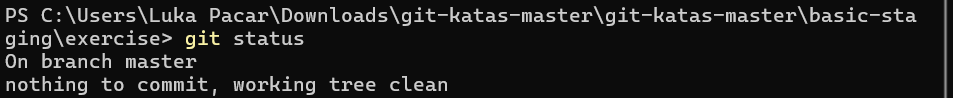 PS C:\Users\Luka Pacar\Downloads\git-katas-master\git-katas-master\basic-sta
ging\exercise> git status
On branch master
nothing to commit, working tree clean